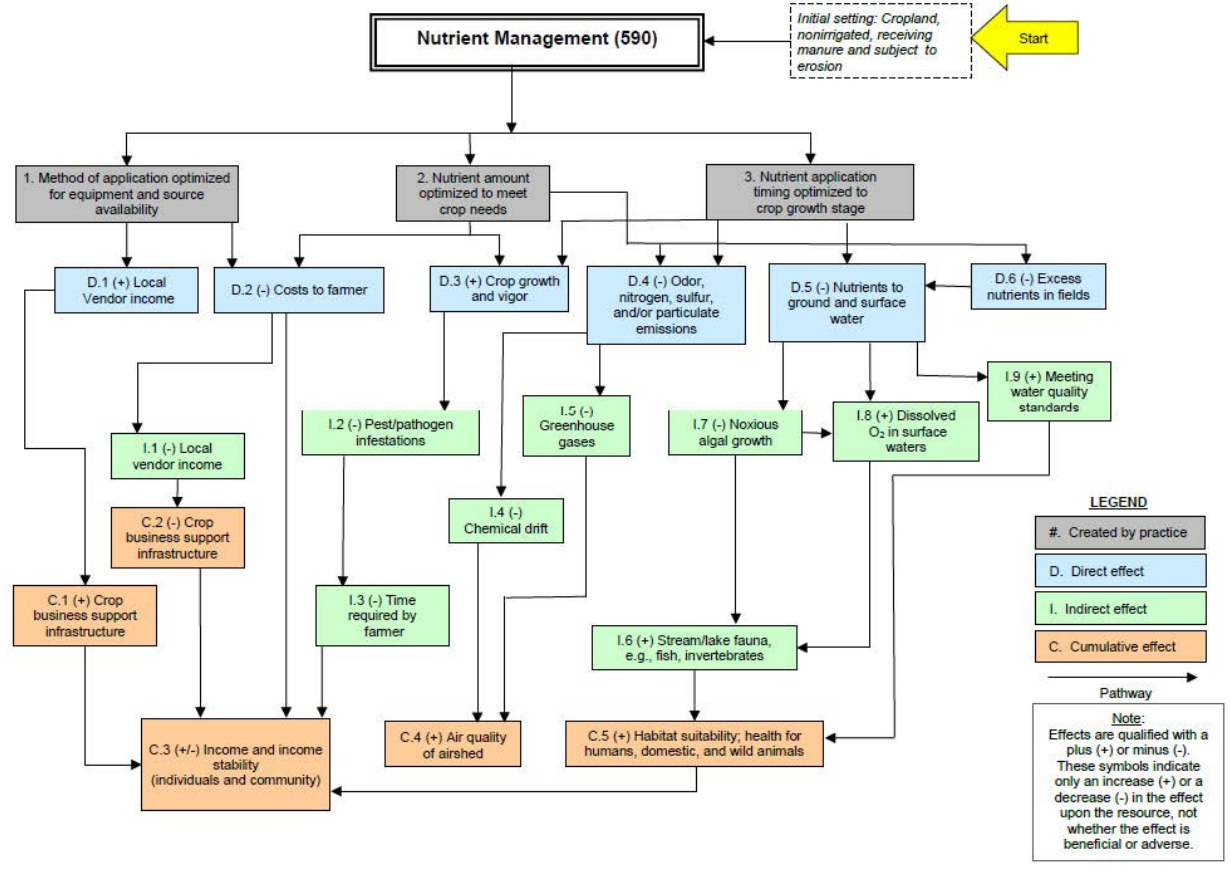 Nutrient Management (590)
Initial setting: Cropland,
nonirrigated, receiving
manure and subject to
erosion
Start
1. Method of application optimized
for equipment and source
availability
2. Nutrient amount
optimized to meet
crop needs
3. Nutrient application
timing optimized to
crop growth stage
D.1 (+) Local
Vendor income
D.2 (-) Costs to farmer
D.3 (+) Crop growth
and vigor
D.4 (-) Odor,
nitrogen, sulfur,
and/or particulate
emissions
D.5 (-) Nutrients to
ground and surface
water
D.6 (-) Excess
nutrients in fields
I.9 (+) Meeting
water quality
standards
I.1 (-) Local
vendor income
I.2 (-) Pest/pathogen
infestations
I.5 (-)
Greenhouse
gases
I.7 (-) Noxious
algal growth
I.8 (+) Dissolved
O₂ in surface
waters
C.2 (-) Crop
business support
infrastructure
I.4 (-)
Chemical drift
C.1 (+) Crop
business support
infrastructure
I.3 (-) Time
required by
farmer
I.6 (+) Stream/lake fauna,
e.g., fish, invertebrates
C.3 (+/-) Income and income
stability
(individuals and community)
C.4 (+) Air quality
of airshed
C.5 (+) Habitat suitability; health for
humans, domestic, and wild animals
LEGEND
#. Created by practice
D. Direct effect
I. Indirect effect
C. Cumulative effect
Pathway
Note:
Effects are qualified with a
plus (+) or minus (-).
These symbols indicate
only an increase (+) or a
decrease (-) in the effect
upon the resource, not
whether the effect is
beneficial or adverse.